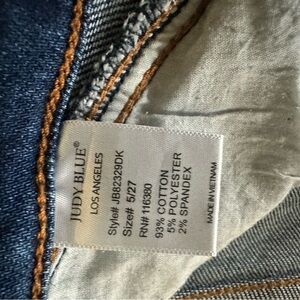 JUDY BLUE®
LOS ANGELES
Style# JB82329DK
Size# 5/27
RN# 116380
93% COTTON
5% POLYESTER
2% SPANDEX
MADE IN VIETNAM